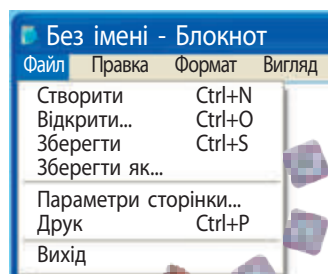 Без імені - Блокнот
Файл Правка Формат Вигляд
Створити Ctrl+N
Відкрити... Ctrl+O
Зберегти Ctrl+S
Зберегти як...
Параметри сторінки...
Друк Ctrl+P
Вихід